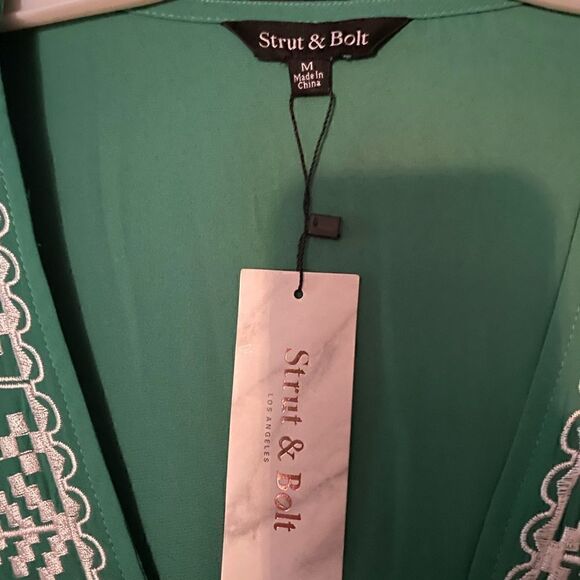 Strut & Bolt
M
Made in
China
Strut & Bolt
LOS ANGELES